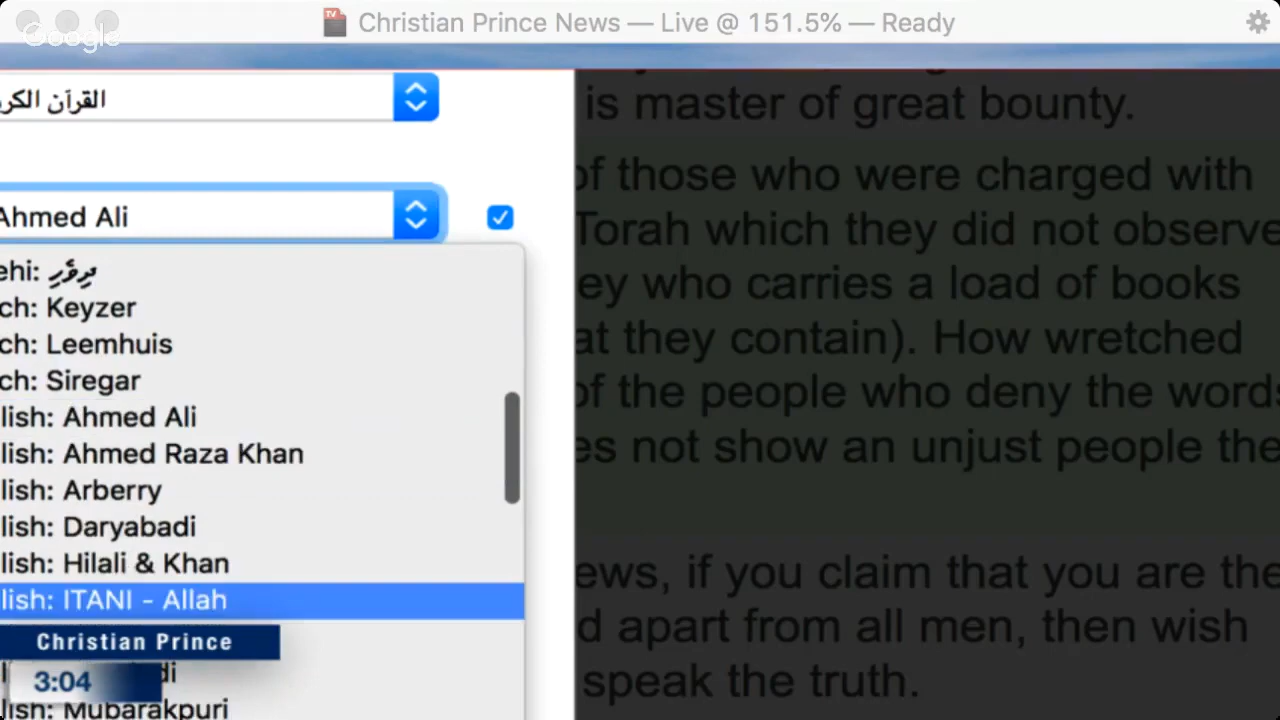 Google
Christian Prince News — Live @ 151.5% — Ready
القرآن الكر
is master of great bounty.
Ahmed Ali
ehi: ދިވެހި
ch: Keyzer
ch: Leemhuis
ch: Siregar
lish: Ahmed Ali
lish: Ahmed Raza Khan
lish: Arberry
lish: Daryabadi
lish: Hilali & Khan
lish: ITANI - Allah
lish: Mubarakpuri
of those who were charged with
Torah which they did not observe
ey who carries a load of books
at they contain). How wretched
of the people who deny the words
es not show an unjust people the
ews, if you claim that you are the
d apart from all men, then wish
speak the truth.
Christian Prince
3:04